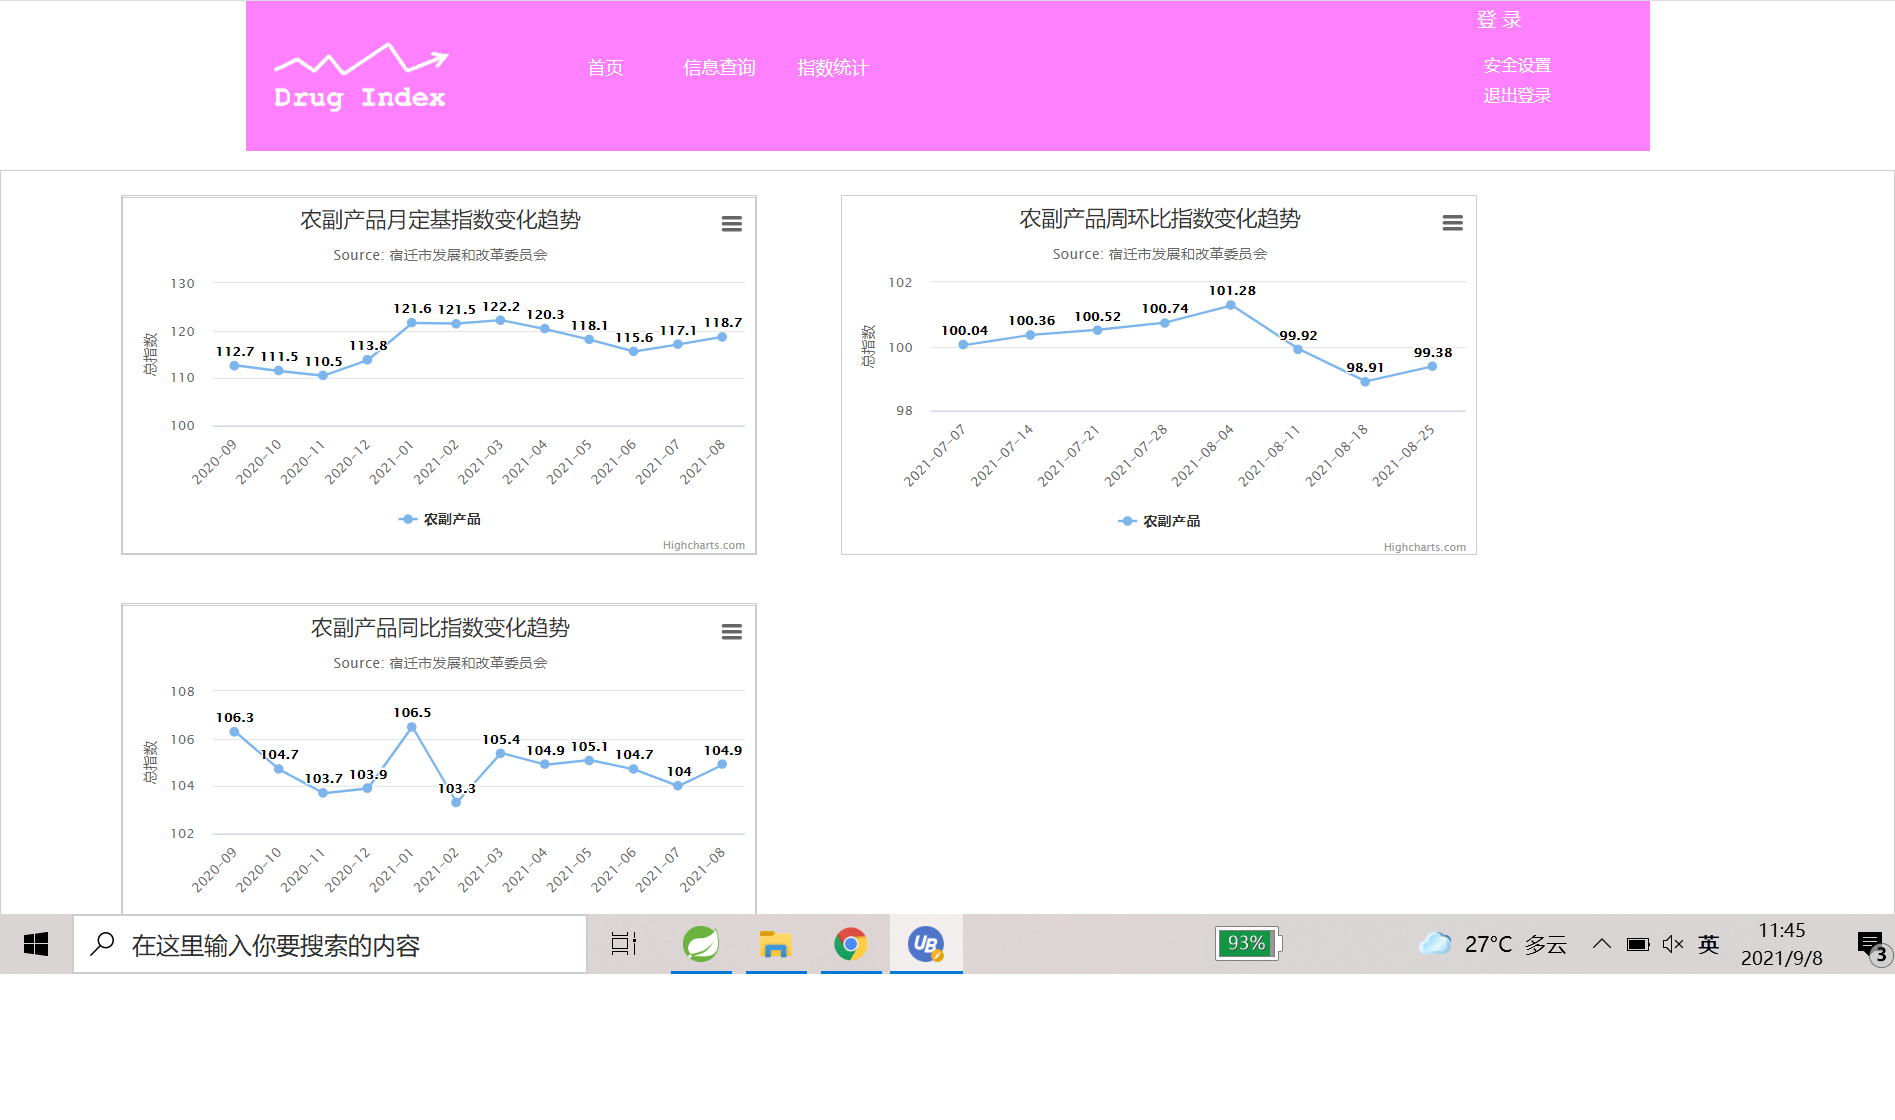 登 录
Drug Index
首页 信息查询 指数统计
安全设置
退出登录
农副产品月定基指数变化趋势
Source: 宿迁市发展和改革委员会
总指数
130
120
110
100
112.7 111.5 110.5 113.8 121.6 121.5 122.2 120.3 118.1 115.6 117.1 118.7
2020-09 2020-10 2020-11 2020-12 2021-01 2021-02 2021-03 2021-04 2021-05 2021-06 2021-07 2021-08
农副产品
Highcharts.com
农副产品周环比指数变化趋势
Source: 宿迁市发展和改革委员会
总指数
102
100
98
100.04 100.36 100.52 100.74 101.28 99.92 98.91 99.38
2021-07-07 2021-07-14 2021-07-21 2021-07-28 2021-08-04 2021-08-11 2021-08-18 2021-08-25
农副产品
Highcharts.com
农副产品同比指数变化趋势
Source: 宿迁市发展和改革委员会
总指数
108
106
104
102
106.3 104.7 103.7 103.9 106.5 103.3 105.4 104.9 105.1 104.7 104 104.9
2020-09 2020-10 2020-11 2020-12 2021-01 2021-02 2021-03 2021-04 2021-05 2021-06 2021-07 2021-08
在这里输入你要搜索的内容
UB
93%
27°C 多云
英
11:45
2021/9/8
3